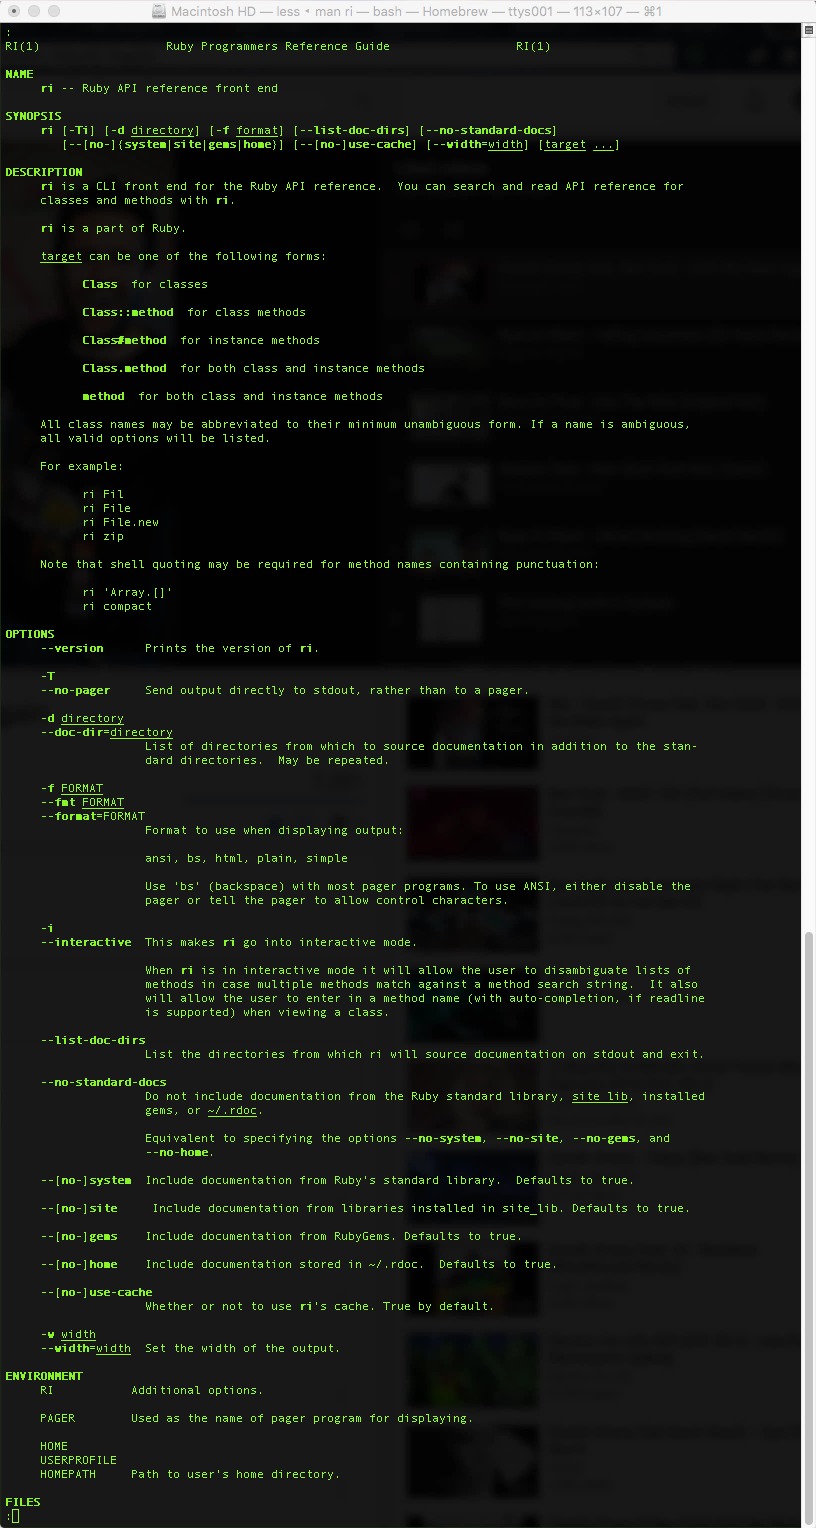 Macintosh HD — less ◂ man ri — bash — Homebrew — ttys001 — 113×107 — ⌘1
:
RI(1) Ruby Programmers Reference Guide RI(1)
NAME
ri -- Ruby API reference front end
SYNOPSIS
ri [-Ti] [-d directory] [-f format] [--list-doc-dirs] [--no-standard-docs]
[--[no-]{system|site|gems|home}] [--[no-]use-cache] [--width=width] [target ...]
DESCRIPTION
ri is a CLI front end for the Ruby API reference.  You can search and read API reference for
classes and methods with ri.
ri is a part of Ruby.
target can be one of the following forms:
Class  for classes
Class::method  for class methods
Class#method  for instance methods
Class.method  for both class and instance methods
method  for both class and instance methods
All class names may be abbreviated to their minimum unambiguous form. If a name is ambiguous,
all valid options will be listed.
For example:
ri Fil
ri File
ri File.new
ri zip
Note that shell quoting may be required for method names containing punctuation:
ri 'Array.[]'
ri compact
OPTIONS
--version Prints the version of ri.
-T
--no-pager Send output directly to stdout, rather than to a pager.
-d directory
--doc-dir=directory
List of directories from which to source documentation in addition to the stan-
dard directories.  May be repeated.
-f FORMAT
--fmt FORMAT
--format=FORMAT
Format to use when displaying output:
ansi, bs, html, plain, simple
Use 'bs' (backspace) with most pager programs. To use ANSI, either disable the
pager or tell the pager to allow control characters.
-i
--interactive  This makes ri go into interactive mode.
When ri is in interactive mode it will allow the user to disambiguate lists of
methods in case multiple methods match against a method search string.  It also
will allow the user to enter in a method name (with auto-completion, if readline
is supported) when viewing a class.
--list-doc-dirs
List the directories from which ri will source documentation on stdout and exit.
--no-standard-docs
Do not include documentation from the Ruby standard library, site_lib, installed
gems, or ~/.rdoc.
Equivalent to specifying the options --no-system, --no-site, --no-gems, and
--no-home.
--[no-]system  Include documentation from Ruby's standard library.  Defaults to true.
--[no-]site Include documentation from libraries installed in site_lib. Defaults to true.
--[no-]gems Include documentation from RubyGems. Defaults to true.
--[no-]home Include documentation stored in ~/.rdoc.  Defaults to true.
--[no-]use-cache
Whether or not to use ri's cache. True by default.
-w width
--width=width  Set the width of the output.
ENVIRONMENT
RI Additional options.
PAGER Used as the name of pager program for displaying.
HOME
USERPROFILE
HOMEPATH Path to user's home directory.
FILES
: